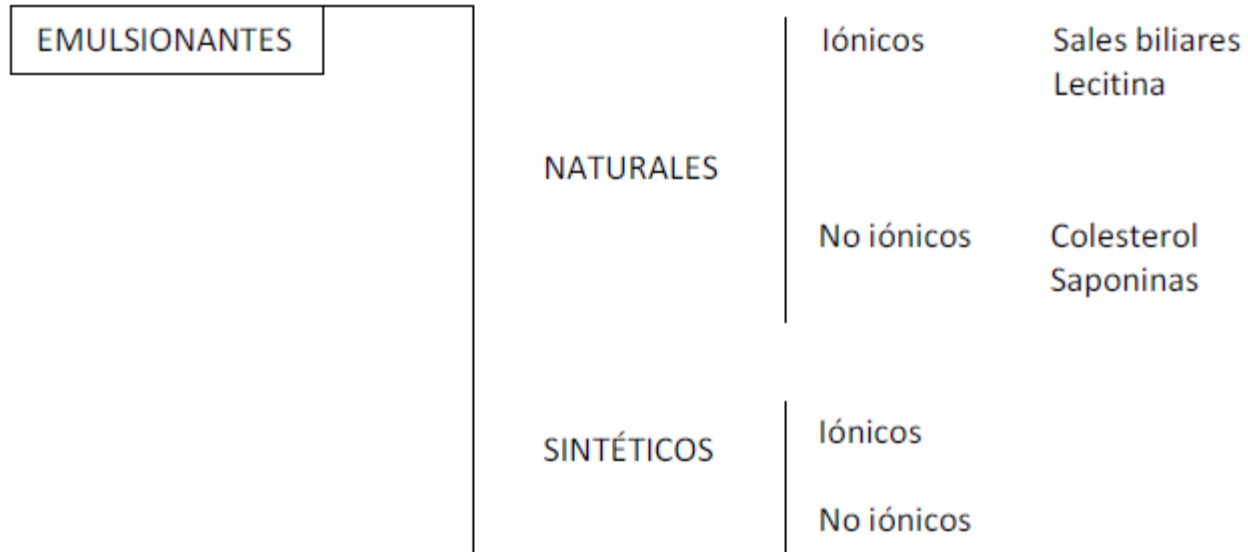 EMULSIONANTES
Iónicos Sales biliares
Lecitina
NATURALES
No iónicos Colesterol
Saponinas
SINTÉTICOS
Iónicos
No iónicos